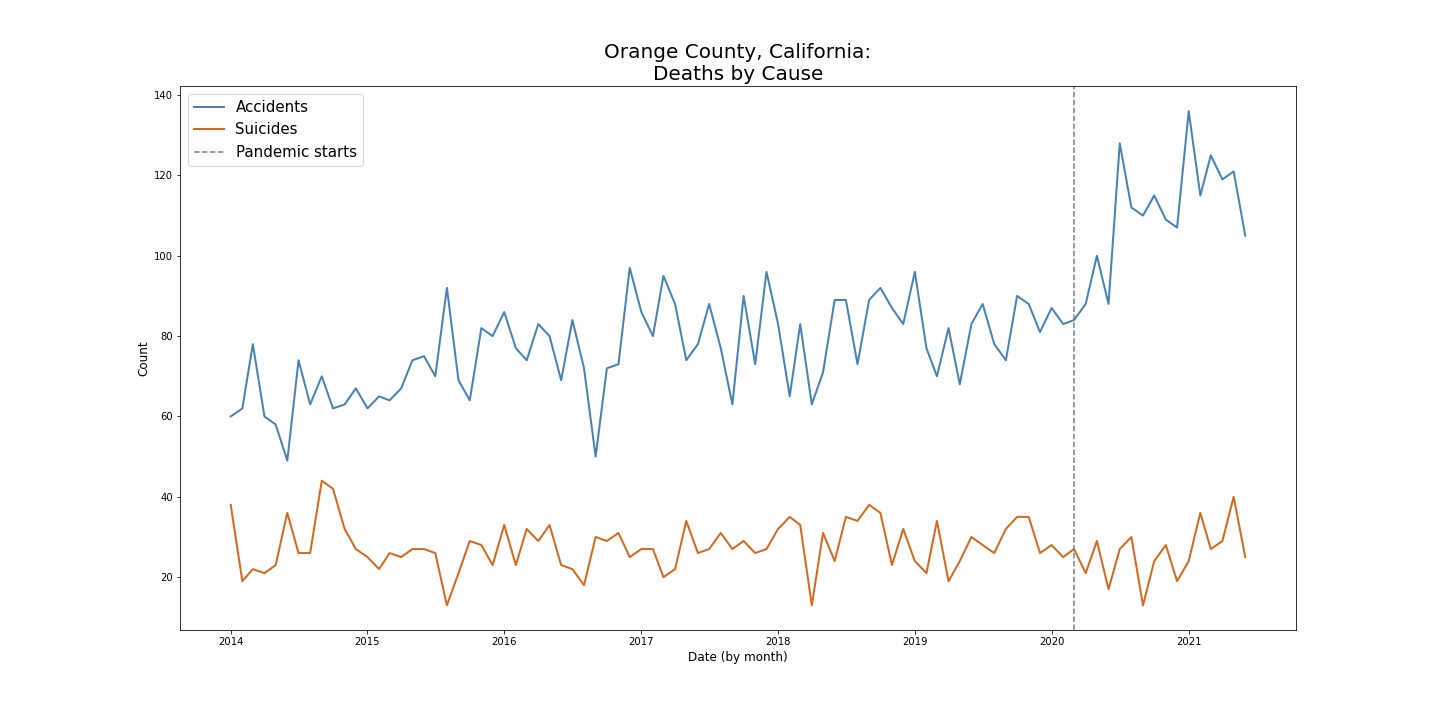 Orange County, California:
Deaths by Cause
Accidents
Suicides
Pandemic starts
140
120
100
80
60
40
20
Count
2014 2015 2016 2017 2018 2019 2020 2021
Date (by month)